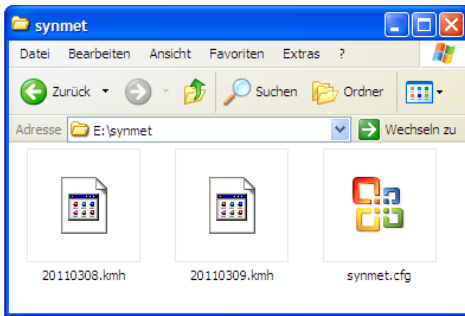 synmet
Datei Bearbeiten Ansicht Favoriten Extras ?
Zurück Suchen Ordner
Adresse E:\synmet Wechseln zu
20110308.kmh 20110309.kmh synmet.cfg